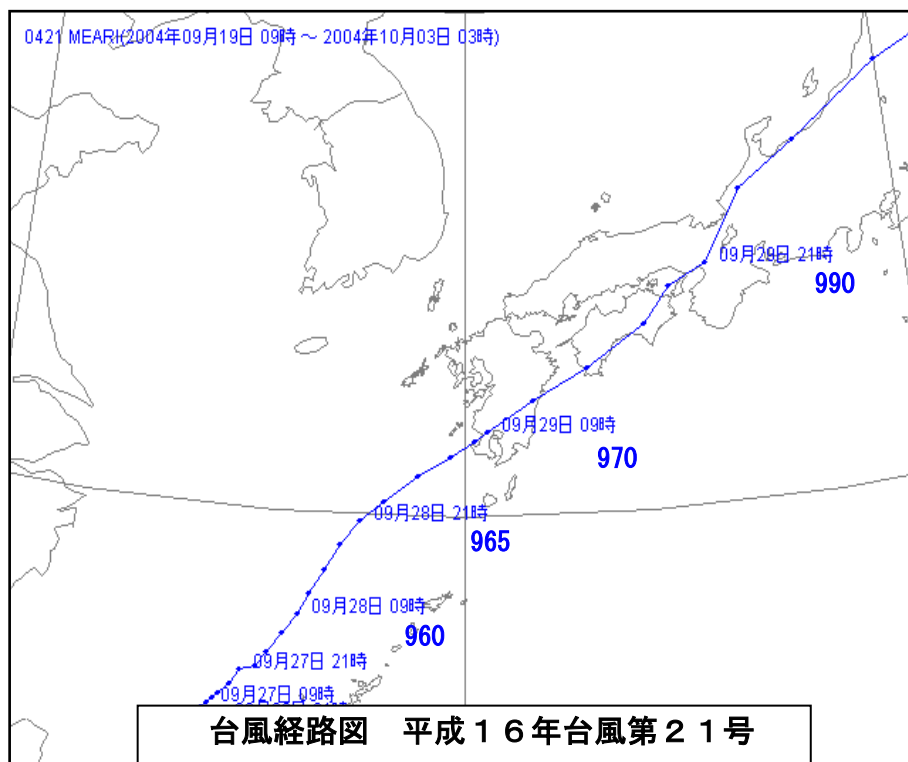 0421 MEARI(2004年09月19日 09時 ～ 2004年10月03日 03時)
09月29日 21時
990
09月29日 09時
970
09月28日 21時
965
09月28日 09時
960
09月27日 21時
09月27日 09時
台風経路図　平成１６年台風第２１号